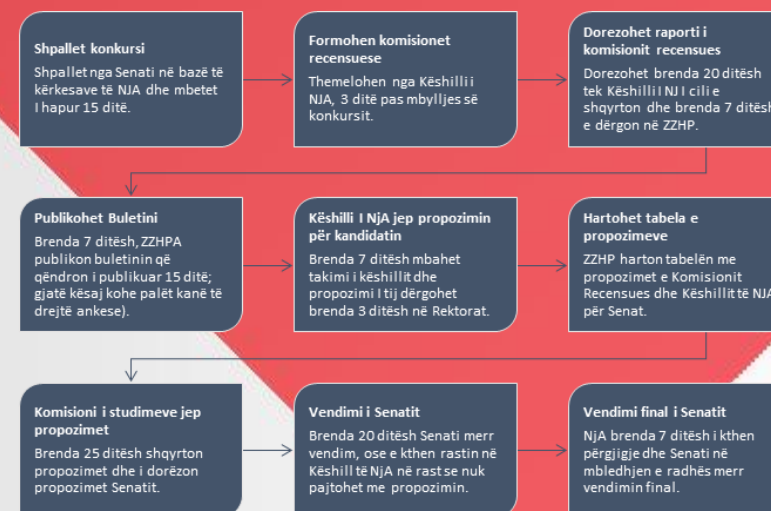 Shpallet konkursi
Shpallet nga Senati në bazë të
kërkesave të NJA dhe mbetet
I hapur 15 ditë.
Formohen komisionet
recensuese
Themelohen nga Këshilli i
NJA, 3 ditë pas mbylljes së
konkursit.
Dorezohet raporti i
komisionit recensues
Dorezohet brenda 20 ditësh
tek Këshilli I NJ I cili e
shqyrton dhe brenda 7 ditësh
e dërgon në ZZHP.
Publikohet Buletini
Brenda 7 ditësh, ZZHPA
publikon buletinin që
qëndron i publikuar 15 ditë;
gjatë kësaj kohe palët kanë të
drejtë ankese).
Këshilli I NjA jep propozimin
për kandidatin
Brenda 7 ditësh mbahet
takimi i këshillit dhe
propozimi I tij dërgohet
brenda 3 ditësh në Rektorat.
Hartohet tabela e
propozimeve
ZZHP harton tabelën me
propozimet e Komisionit
Recensues dhe Këshillit të NJA
për Senat.
Komisioni i studimeve jep
propozimet
Brenda 25 ditësh shqyrton
propozimet dhe i dorëzon
propozimet Senatit.
Vendimi i Senatit
Brenda 20 ditësh Senati merr
vendim, ose e kthen rastin në
Këshill të NjA në rast se nuk
pajtohet me propozimin.
Vendimi final i Senatit
NjA brenda 7 ditësh i kthen
përgjigje dhe Senati në
mbledhjen e radhës merr
vendimin final.